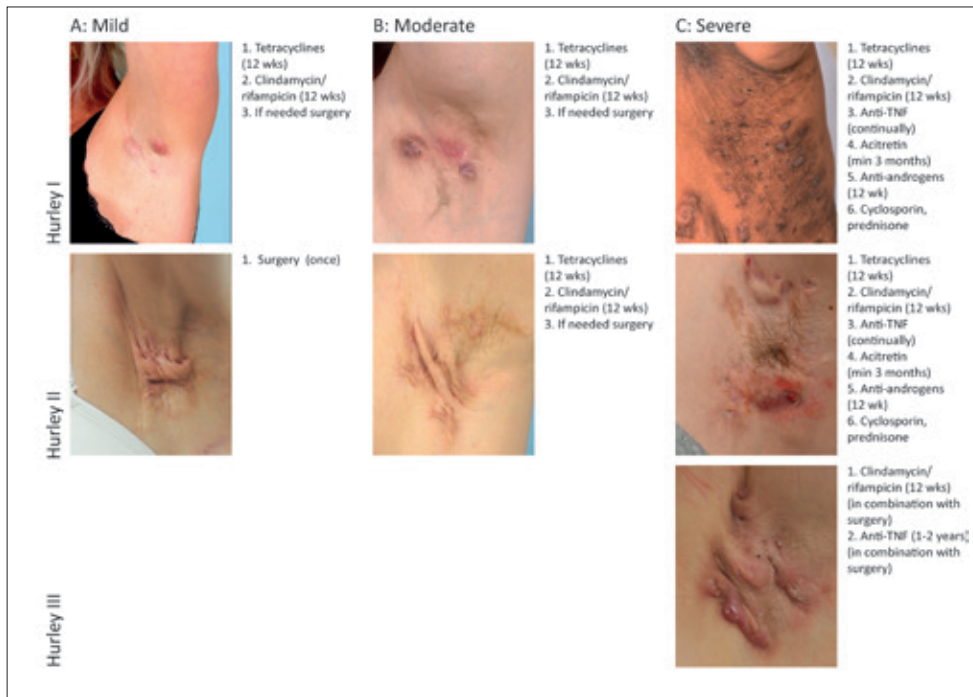 A: Mild
B: Moderate
C: Severe
Hurley I
1. Tetracyclines
(12 wks)
2. Clindamycin/
rifampicin (12 wks)
3. If needed surgery
1. Tetracyclines
(12 wks)
2. Clindamycin/
rifampicin (12 wks)
3. If needed surgery
1. Tetracyclines
(12 wks)
2. Clindamycin/
rifampicin (12 wks)
3. Anti-TNF
(continually)
4. Acitretin
(min 3 months)
5. Anti-androgens
(12 wk)
6. Cyclosporin,
prednisone
Hurley II
1. Surgery (once)
1. Tetracyclines
(12 wks)
2. Clindamycin/
rifampicin (12 wks)
3. If needed surgery
1. Tetracyclines
(12 wks)
2. Clindamycin/
rifampicin (12 wks)
3. Anti-TNF
(continually)
4. Acitretin
(min 3 months)
5. Anti-androgens
(12 wk)
6. Cyclosporin,
prednisone
Hurley III
1. Clindamycin/
rifampicin (12 wks)
(in combination with
surgery)
2. Anti-TNF (1-2 years)
(in combination with
surgery)